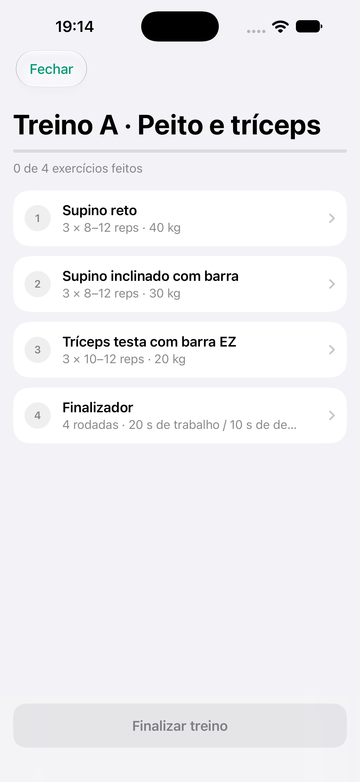 19:14
Fechar
Treino A · Peito e tríceps
0 de 4 exercícios feitos
1
Supino reto
3 × 8–12 reps · 40 kg
2
Supino inclinado com barra
3 × 8–12 reps · 30 kg
3
Tríceps testa com barra EZ
3 × 10–12 reps · 20 kg
4
Finalizador
4 rodadas · 20 s de trabalho / 10 s de de...
Finalizar treino